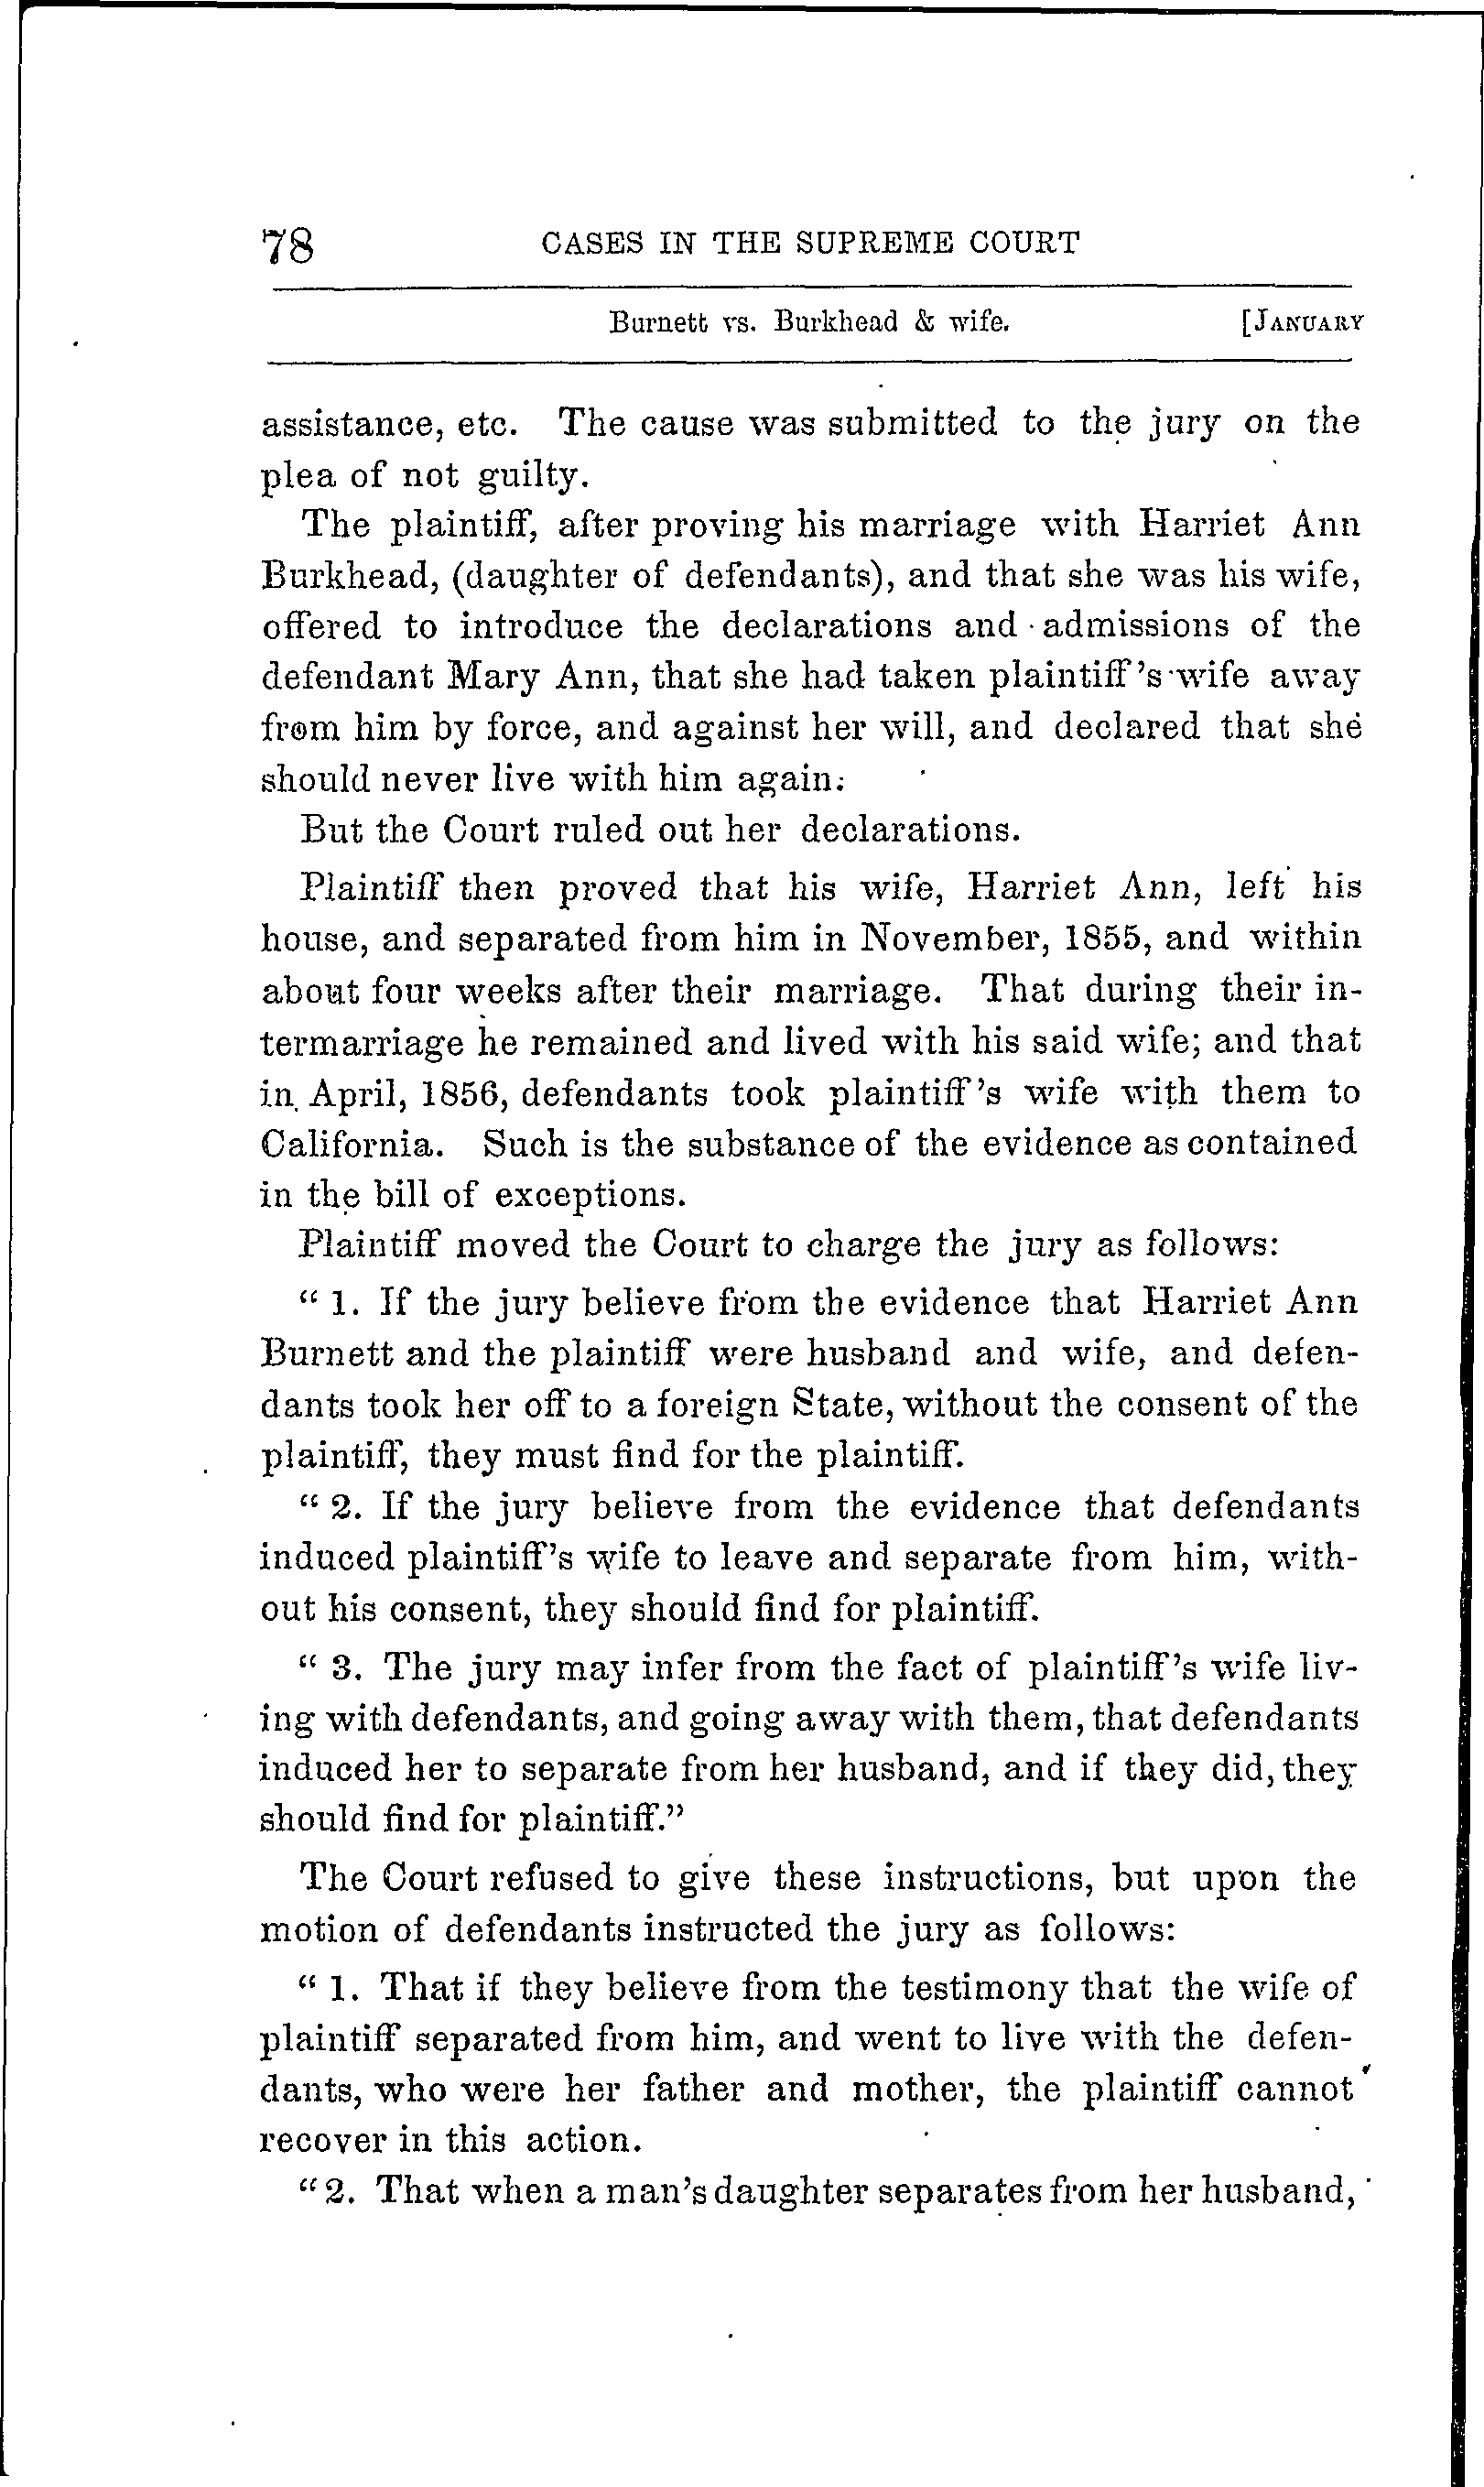 78 CASES IN THE SUPREME COURT
Burnett vs. Burkhead & wife. [JANUARY
assistance, etc. The cause was submitted to the jury on the
plea of not guilty.
The plaintiff, after proving his marriage with Harriet Ann
Burkhead, (daughter of defendants), and that she was his wife,
offered to introduce the declarations and admissions of the
defendant Mary Ann, that she had taken plaintiff's wife away
from him by force, and against her will, and declared that she
should never live with him again.
But the Court ruled out her declarations.
Plaintiff then proved that his wife, Harriet Ann, left his
house, and separated from him in November, 1855, and within
about four weeks after their marriage. That during their in-
termarriage he remained and lived with his said wife; and that
in April, 1856, defendants took plaintiff's wife with them to
California. Such is the substance of the evidence as contained
in the bill of exceptions.
Plaintiff moved the Court to charge the jury as follows:
" 1. If the jury believe from the evidence that Harriet Ann
Burnett and the plaintiff were husband and wife, and defen-
dants took her off to a foreign State, without the consent of the
plaintiff, they must find for the plaintiff.
" 2. If the jury believe from the evidence that defendants
induced plaintiff's wife to leave and separate from him, with-
out his consent, they should find for plaintiff.
" 3. The jury may infer from the fact of plaintiff's wife liv-
ing with defendants, and going away with them, that defendants
induced her to separate from her husband, and if they did, they
should find for plaintiff."
The Court refused to give these instructions, but upon the
motion of defendants instructed the jury as follows:
" 1. That if they believe from the testimony that the wife of
plaintiff separated from him, and went to live with the defen-
dants, who were her father and mother, the plaintiff cannot
recover in this action.
"2. That when a man's daughter separates from her husband,